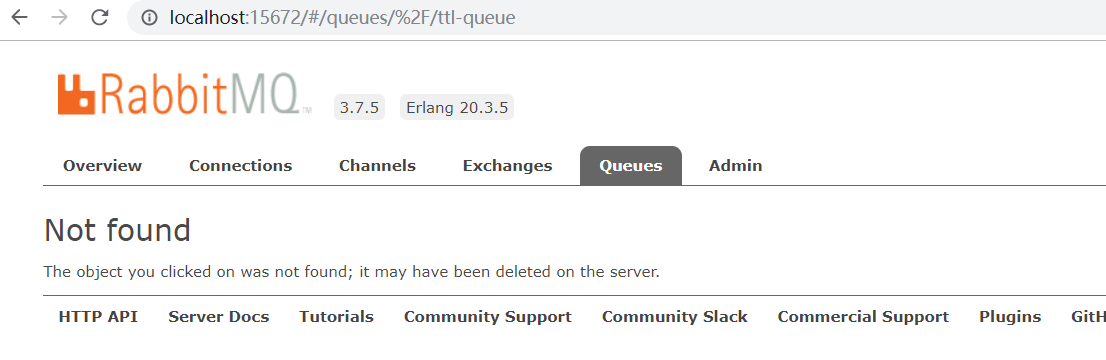 localhost:15672/#/queues/%2F/ttl-queue
RabbitMQ TM 3.7.5 Erlang 20.3.5
Overview Connections Channels Exchanges Queues Admin
Not found
The object you clicked on was not found; it may have been deleted on the server.
HTTP API Server Docs Tutorials Community Support Community Slack Commercial Support Plugins GitH